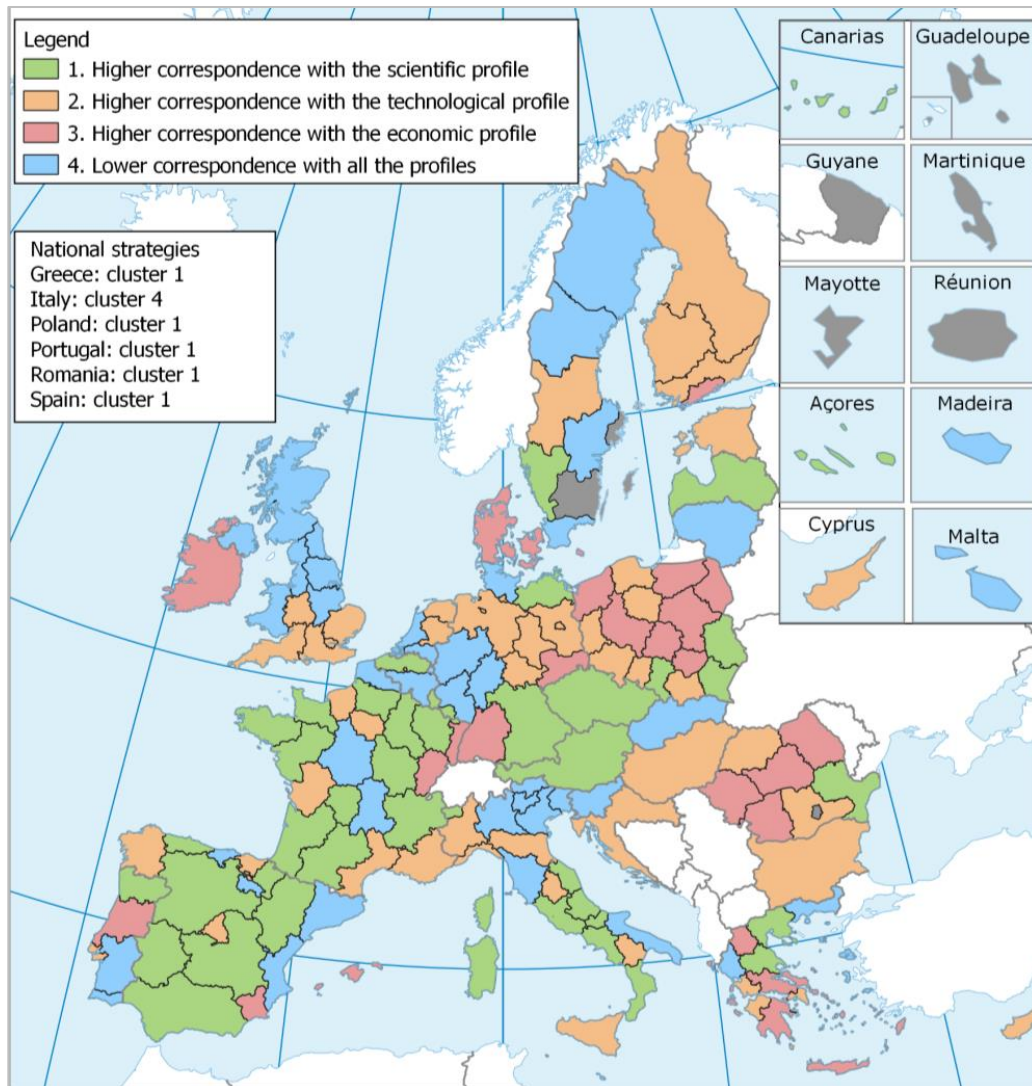 Legend
1. Higher correspondence with the scientific profile
2. Higher correspondence with the technological profile
3. Higher correspondence with the economic profile
4. Lower correspondence with all the profiles
National strategies
Greece: cluster 1
Italy: cluster 4
Poland: cluster 1
Portugal: cluster 1
Romania: cluster 1
Spain: cluster 1
Canarias
Guadeloupe
Guyane
Martinique
Mayotte
Réunion
Açores
Madeira
Cyprus
Malta